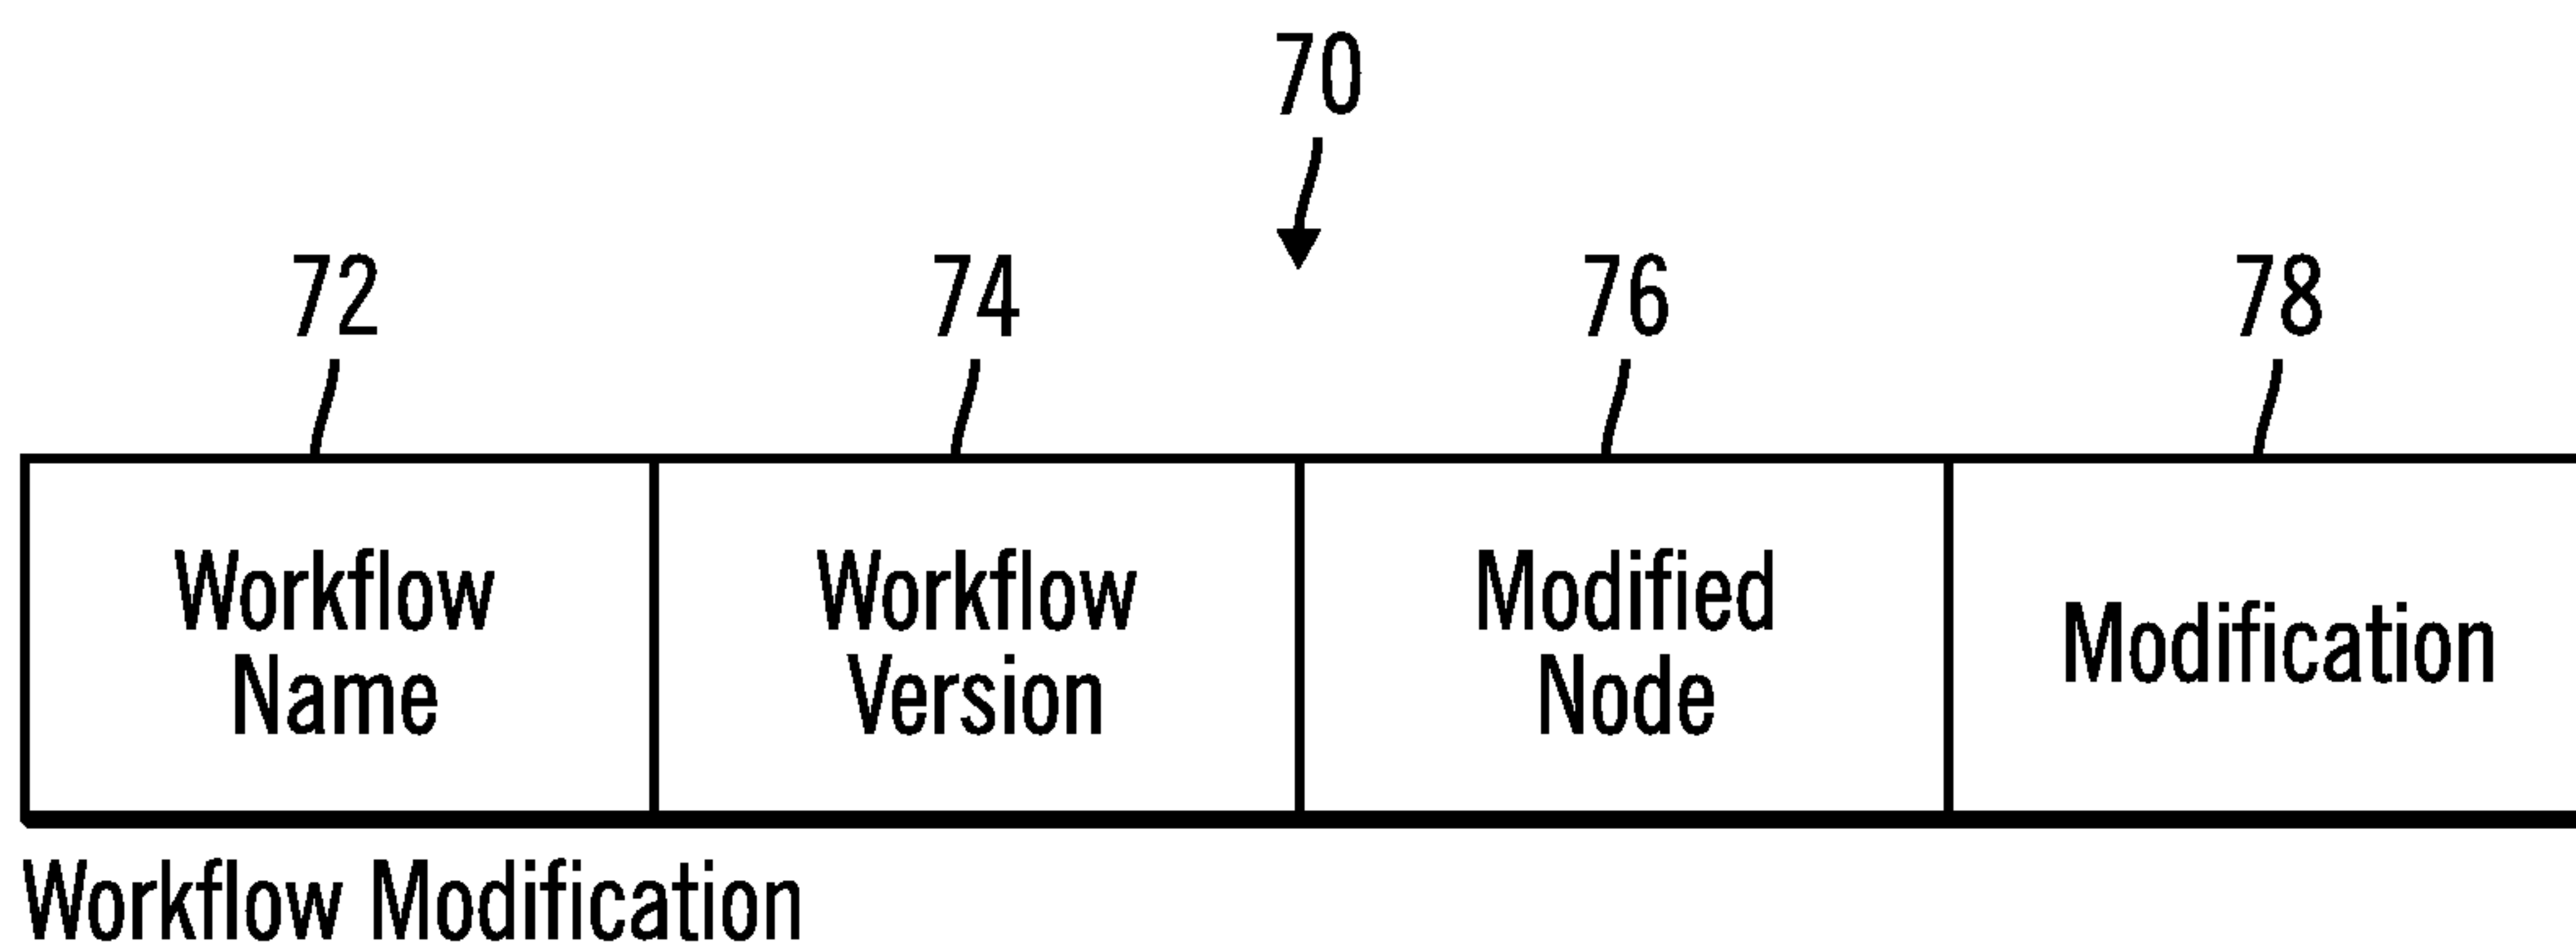 70
72
74
76
78
Workflow
Name
Workflow
Version
Modified
Node
Modification
Workflow Modification